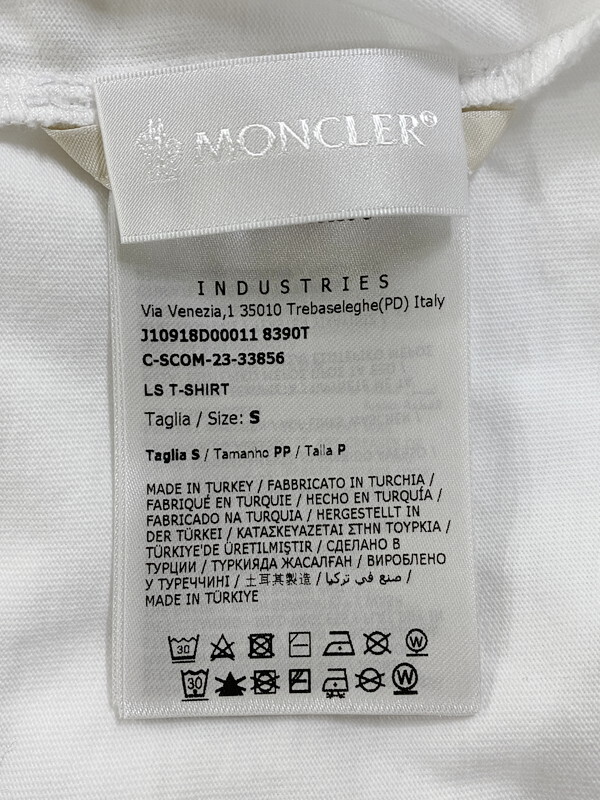 MONCLER®
INDUSTRIES
Via Venezia,1 35010 Trebaseleghe(PD) Italy
J10918D00011 8390T
C-SCOM-23-33856
LS T-SHIRT
Taglia / Size: S
Taglia S / Tamanho PP / Talla P
MADE IN TURKEY / FABBRICATO IN TURCHIA /
FABRIQUÉ EN TURQUIE / HECHO EN TURQUÍA /
FABRICADO NA TURQUIA / HERGESTELLT IN
DER TÜRKEI / ΚΑΤΑΣΚΕΥΑΖΕΤΑΙ ΣΤΗΝ ΤΟΥΡΚΙΑ /
TÜRKİYE'DE ÜRETİLMİŞTİR / СДЕЛАНО В
ТУРЦИИ / ТҮРКИЯДА ЖАСАЛҒАН / ВИРОБЛЕНО
У ТУРЕЧЧИНІ / 土耳其製造 / صنع في تركيا /
MADE IN TÜRKİYE
30 W
30 W